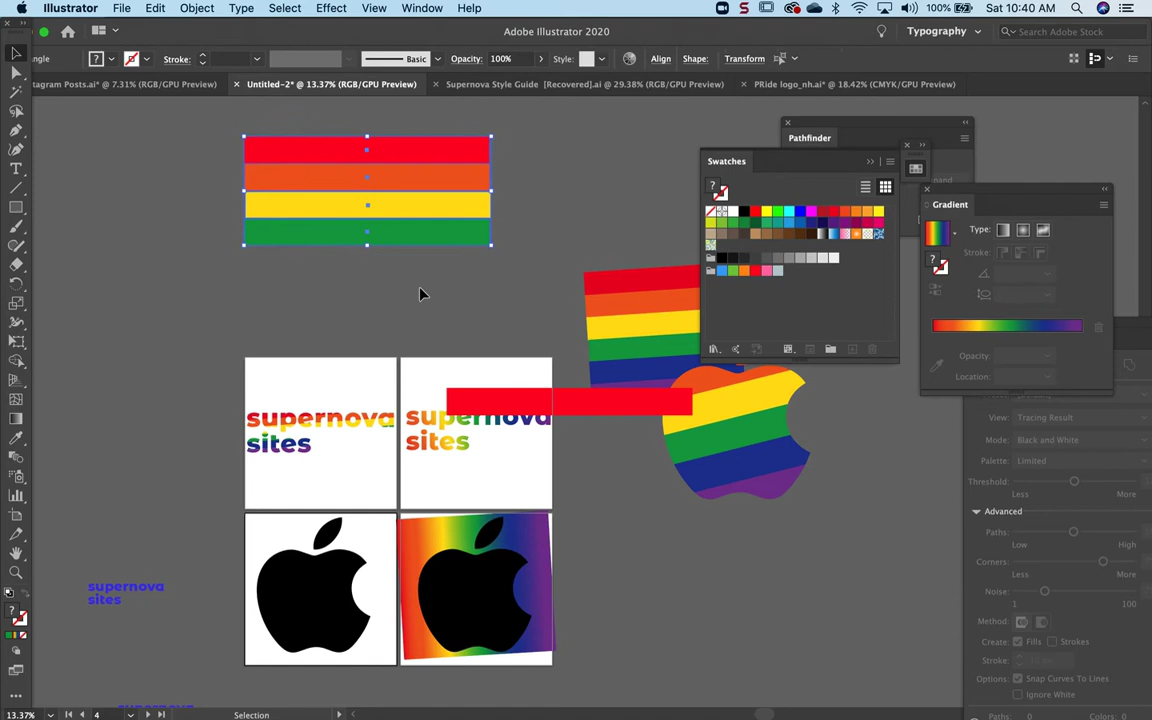 Illustrator File Edit Object Type Select Effect View Window Help 100% Sat 10:40 AM
Adobe Illustrator 2020 Typography Search Adobe Stock
angle ? Stroke: Basic Opacity: 100% Style: Align Shape: Transform
tagram Posts.ai* @ 7.31% (RGB/GPU Preview) Untitled-2* @ 13.37% (RGB/GPU Preview) Supernova Style Guide [Recovered].ai @ 29.38% (RGB/GPU Preview) PRide logo_nh.ai* @ 18.42% (CMYK/GPU Preview)
Pathfinder
Swatches
?
Gradient
Type:
Stroke:
?
Opacity:
Location:
supernova
sites
supernova
sites
supernova
sites
View: Tracing Result
Mode: Black and White
Palette: Limited
Threshold:
Less More
Advanced
Paths:
Low High
Corners:
Less More
Noise:
1 100
Method:
Create: Fills Strokes
Stroke:
Options: Snap Curves To Lines
Ignore White
13.37% 4 Selection